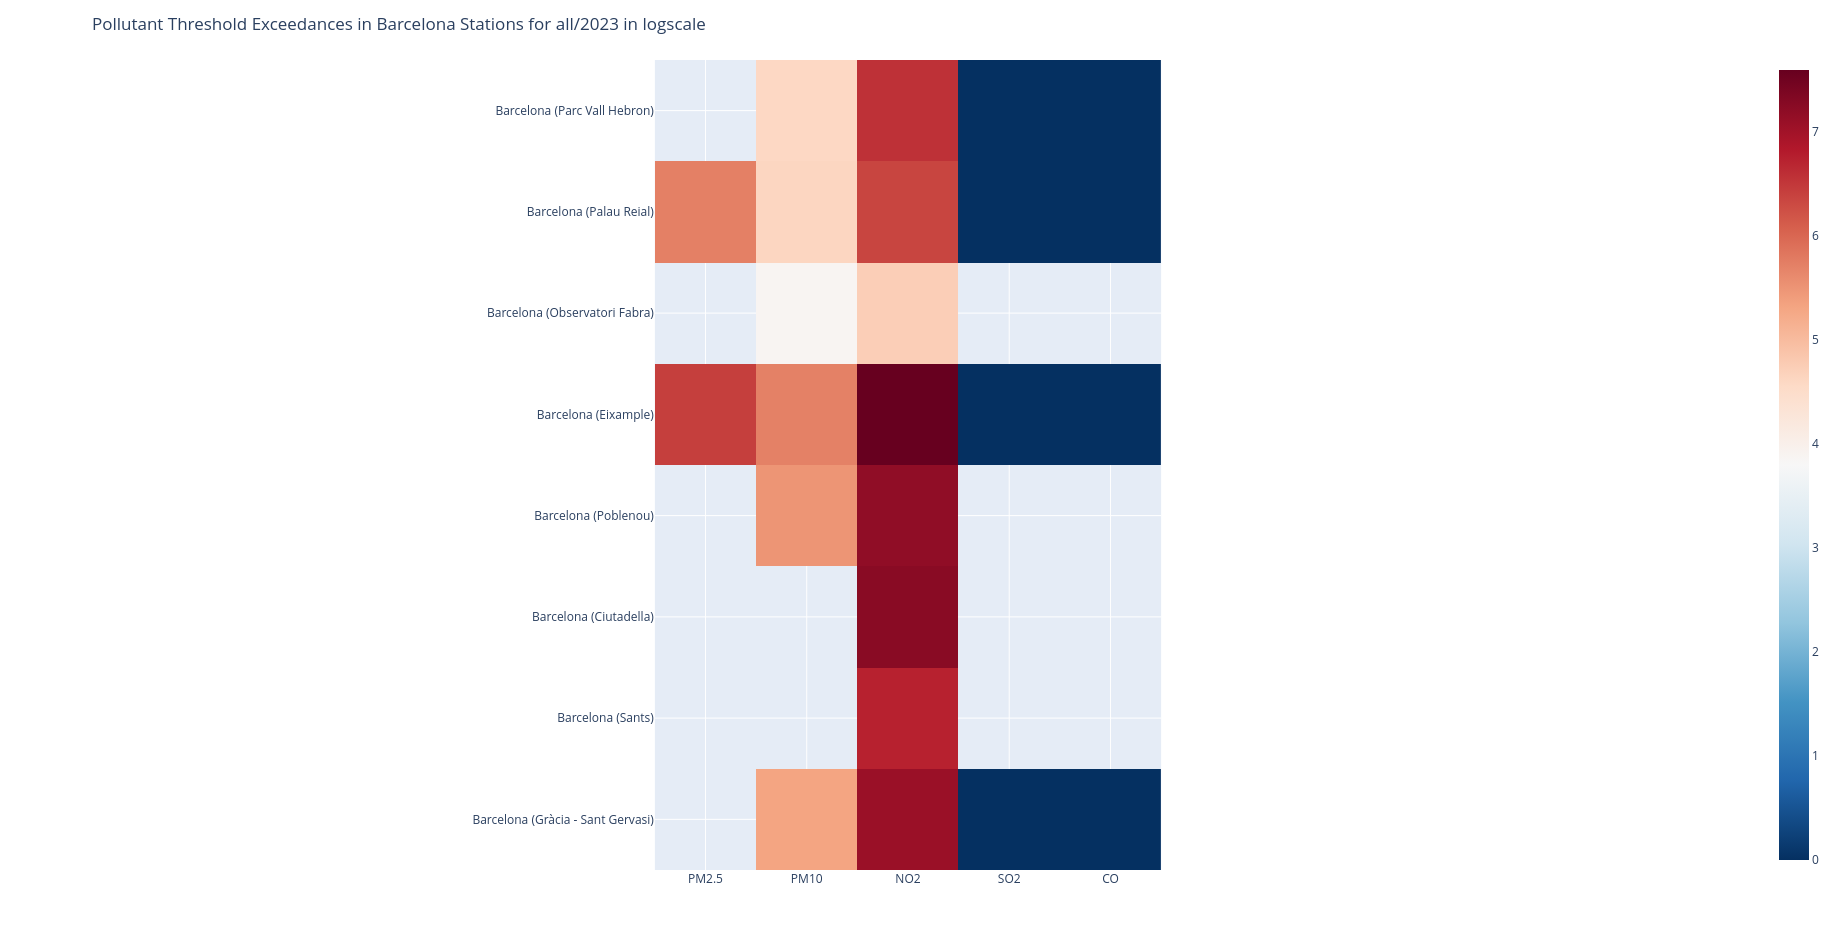 Pollutant Threshold Exceedances in Barcelona Stations for all/2023 in logscale
Barcelona (Parc Vall Hebron)
Barcelona (Palau Reial)
Barcelona (Observatori Fabra)
Barcelona (Eixample)
Barcelona (Poblenou)
Barcelona (Ciutadella)
Barcelona (Sants)
Barcelona (Gràcia - Sant Gervasi)
PM2.5 PM10 NO2 SO2 CO
7
6
5
4
3
2
1
0